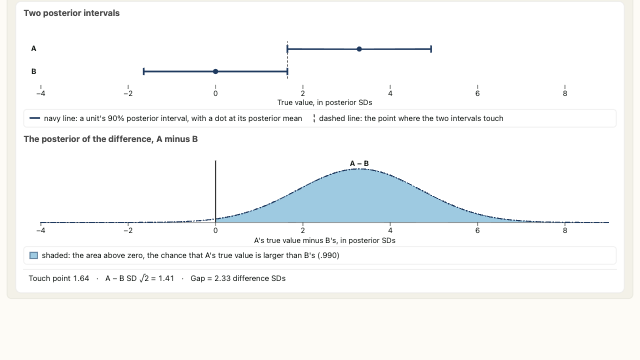 Two posterior intervals
A
B
−4 −2 0 2 4 6 8
True value, in posterior SDs
navy line: a unit's 90% posterior interval, with a dot at its posterior mean dashed line: the point where the two intervals touch
The posterior of the difference, A minus B
A − B
−4 −2 0 2 4 6 8
A's true value minus B's, in posterior SDs
shaded: the area above zero, the chance that A's true value is larger than B's (.990)
Touch point 1.64 · A − B SD √2 = 1.41 · Gap = 2.33 difference SDs